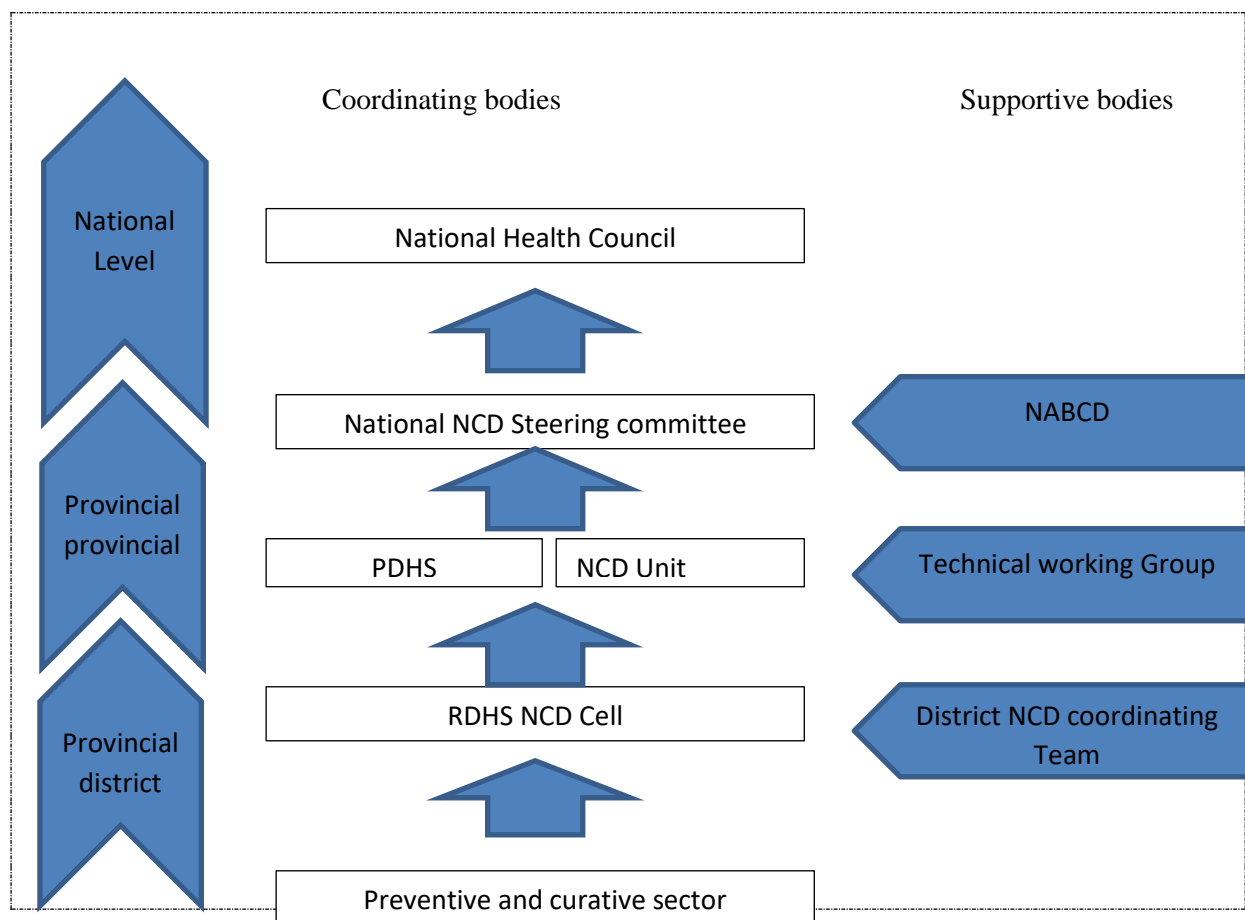 Coordinating bodies
Supportive bodies
National
Level
National Health Council
National NCD Steering committee
NABCD
Provincial
provincial
PDHS
NCD Unit
Technical working Group
RDHS NCD Cell
District NCD coordinating
Team
Provincial
district
Preventive and curative sector